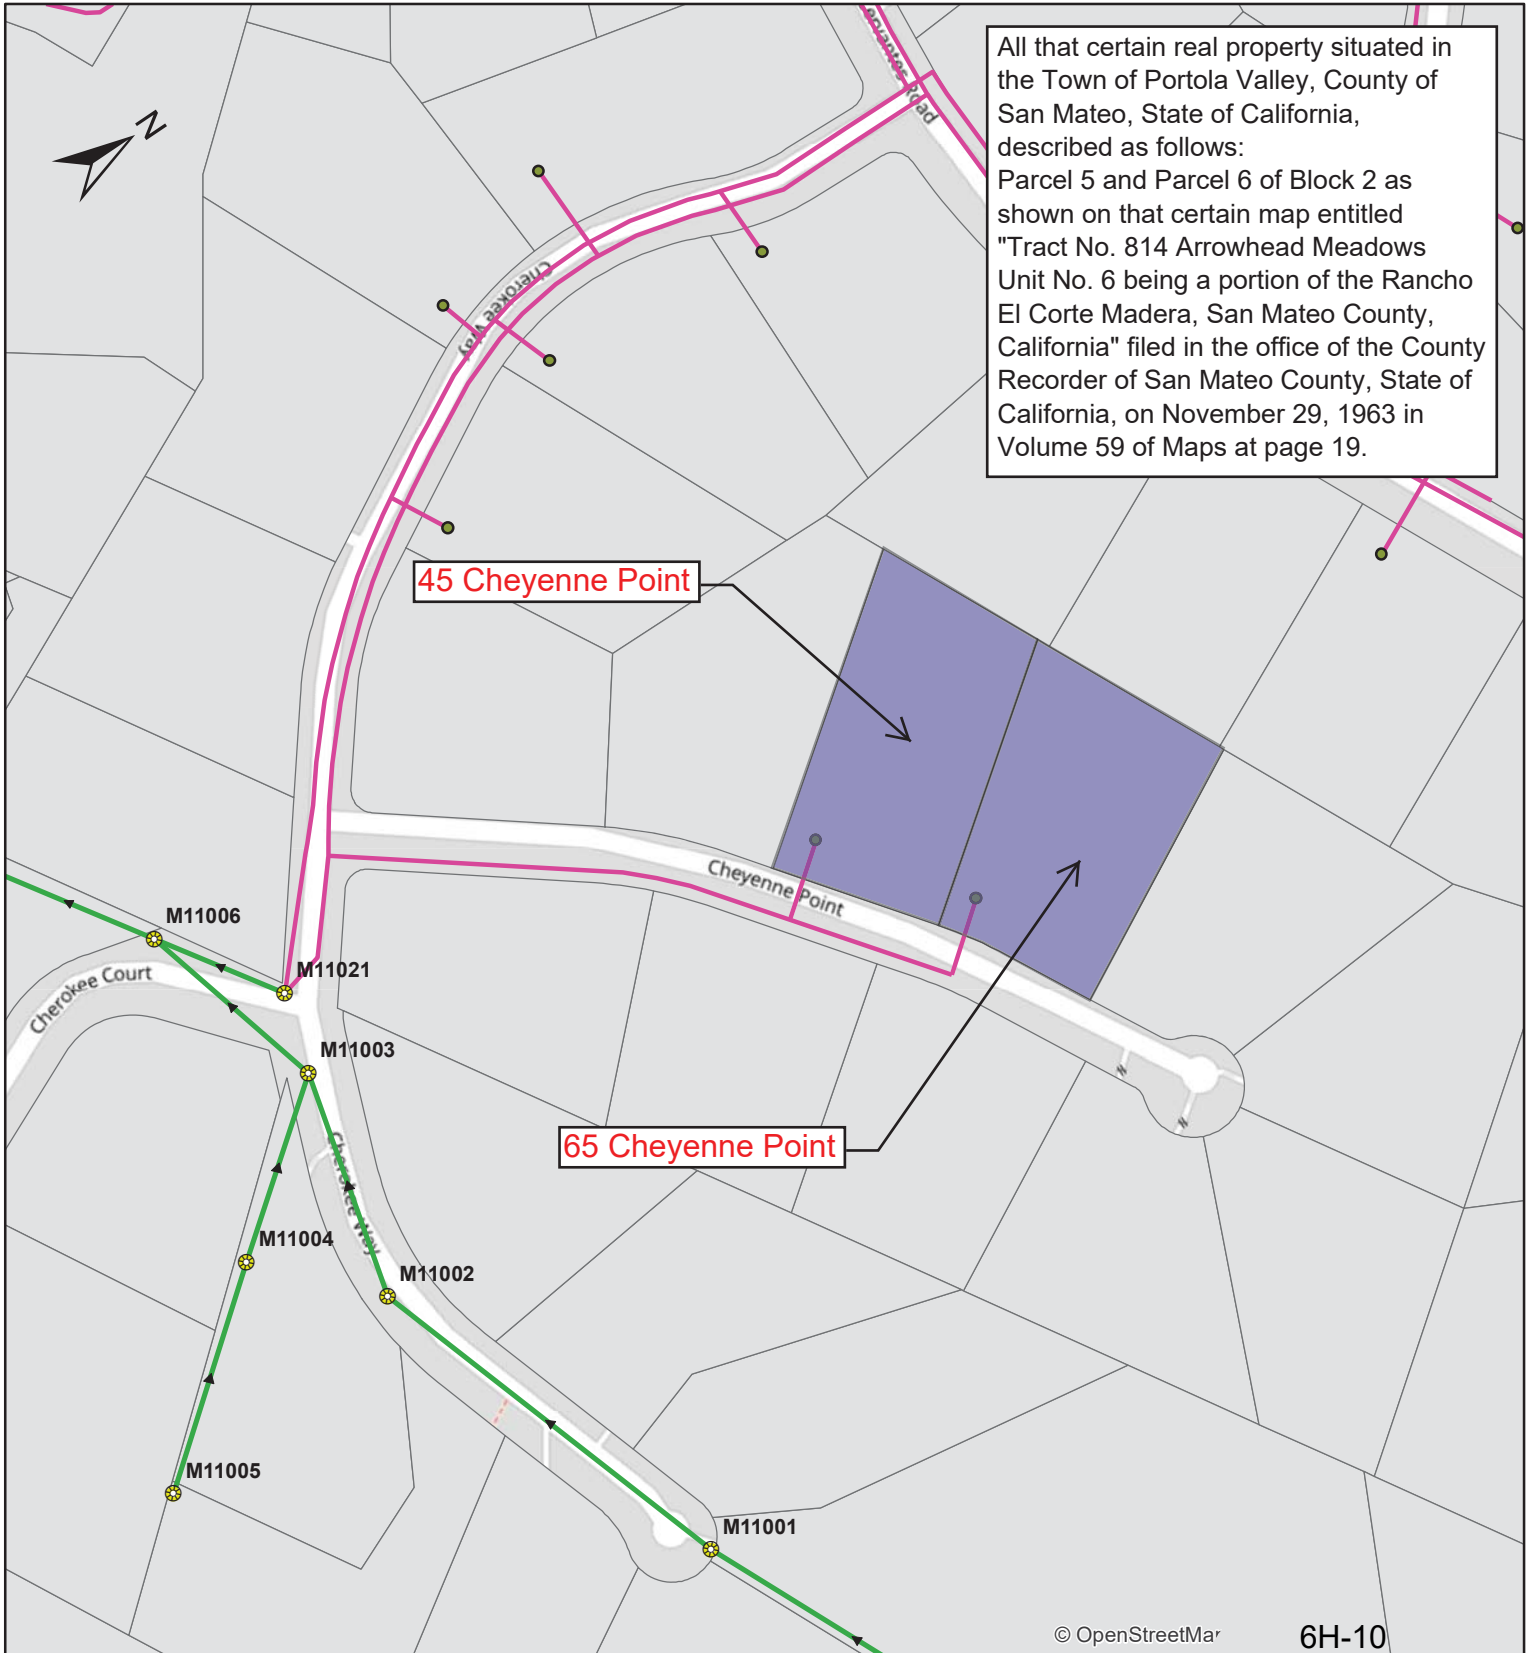 N
ervantes Road
All that certain real property situated in
the Town of Portola Valley, County of
San Mateo, State of California,
described as follows:
Parcel 5 and Parcel 6 of Block 2 as
shown on that certain map entitled
"Tract No. 814 Arrowhead Meadows
Unit No. 6 being a portion of the Rancho
El Corte Madera, San Mateo County,
California" filed in the office of the County
Recorder of San Mateo County, State of
California, on November 29, 1963 in
Volume 59 of Maps at page 19.
Cherokee Way
45 Cheyenne Point
Cheyenne Point
M11006
M11021
Cherokee Court
M11003
65 Cheyenne Point
Cherokee Way
M11004
M11002
M11005
M11001
© OpenStreetMar
6H-10